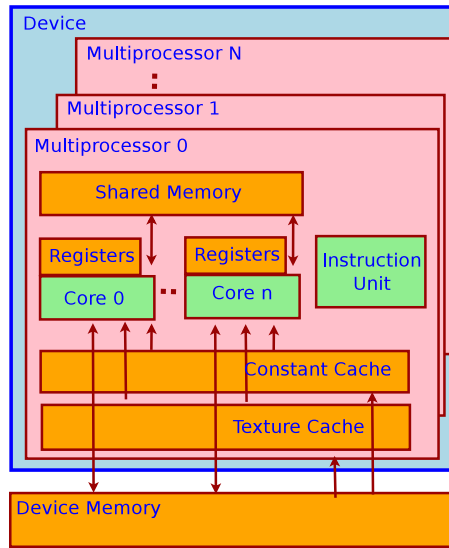 Device
Multiprocessor N
Multiprocessor 1
Multiprocessor 0
Shared Memory
Registers
Registers
Core 0
Core n
Instruction
Unit
Constant Cache
Texture Cache
Device Memory